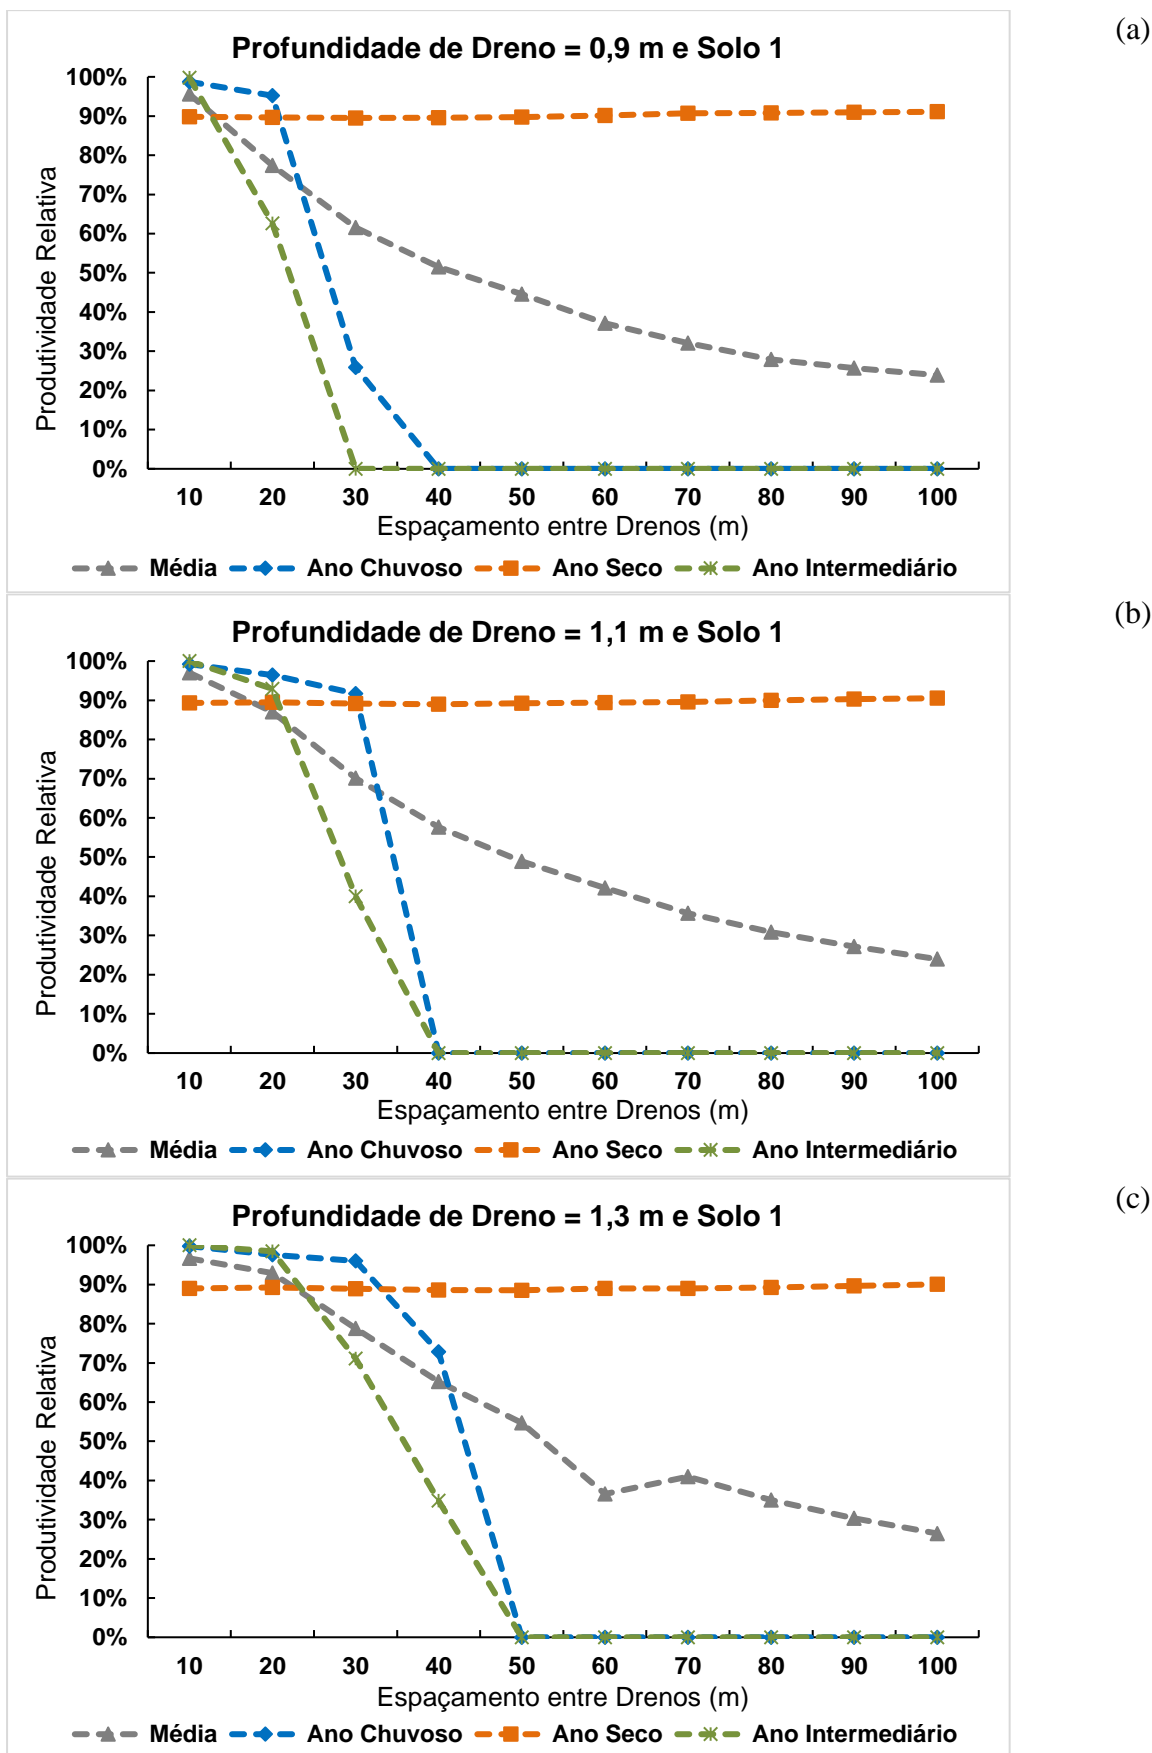 (a)
Profundidade de Dreno = 0,9 m e Solo 1
Produtividade Relativa
100%
90%
80%
70%
60%
50%
40%
30%
20%
10%
0%
10 20 30 40 50 60 70 80 90 100
Espaçamento entre Drenos (m)
Média Ano Chuvoso Ano Seco Ano Intermediário
(b)
Profundidade de Dreno = 1,1 m e Solo 1
Produtividade Relativa
100%
90%
80%
70%
60%
50%
40%
30%
20%
10%
0%
10 20 30 40 50 60 70 80 90 100
Espaçamento entre Drenos (m)
Média Ano Chuvoso Ano Seco Ano Intermediário
(c)
Profundidade de Dreno = 1,3 m e Solo 1
Produtividade Relativa
100%
90%
80%
70%
60%
50%
40%
30%
20%
10%
0%
10 20 30 40 50 60 70 80 90 100
Espaçamento entre Drenos (m)
Média Ano Chuvoso Ano Seco Ano Intermediário